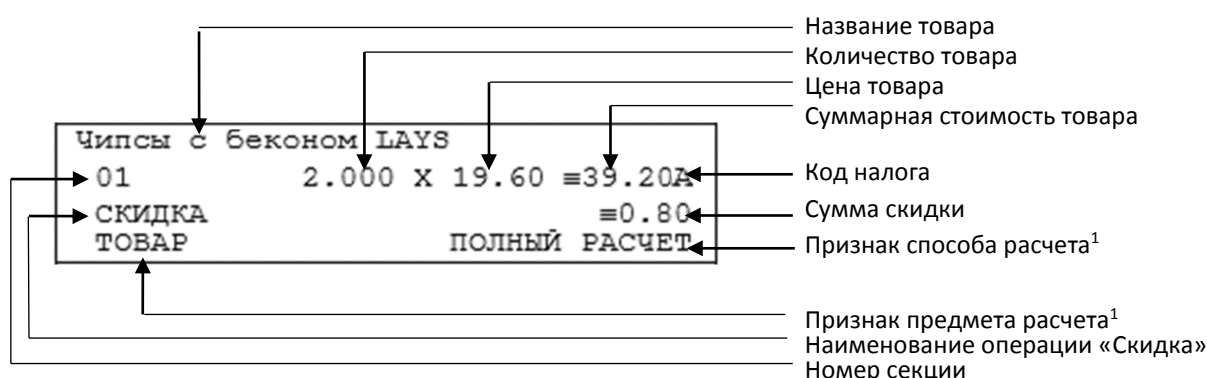 Название товара
Количество товара
Цена товара
Суммарная стоимость товара
Чипсы с беконом LAYS
01 2.000 X 19.60 ≡39.20А
Код налога
СКИДКА ≡0.80
Сумма скидки
ТОВАР ПОЛНЫЙ РАСЧЕТ
Признак способа расчета¹
Признак предмета расчета¹
Наименование операции «Скидка»
Номер секции